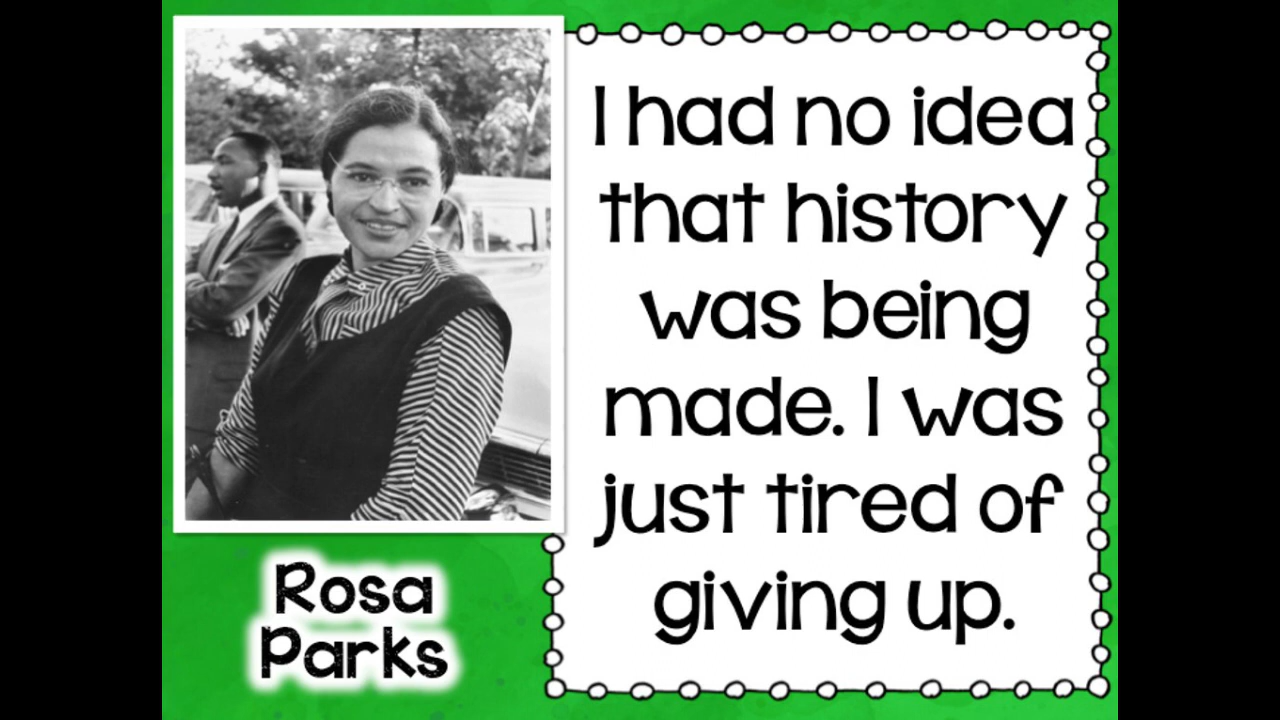 I had no idea
that history
was being
made. I was
just tired of
giving up.
Rosa
Parks